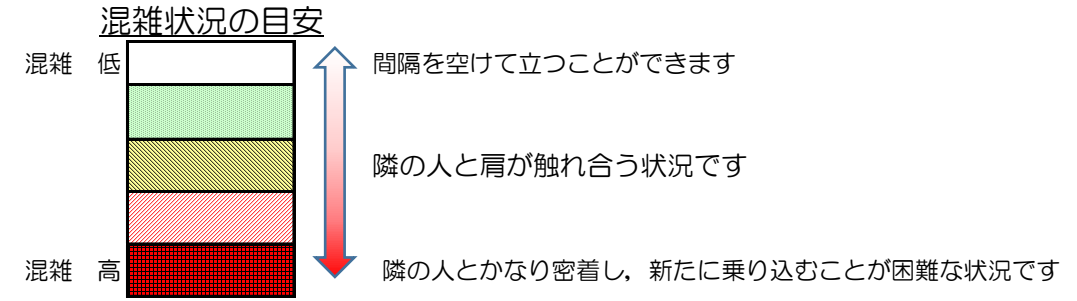 混雑状況の目安
混雑　低　間隔を空けて立つことができます
隣の人と肩が触れ合う状況です
混雑　高　隣の人とかなり密着し，新たに乗り込むことが困難な状況です